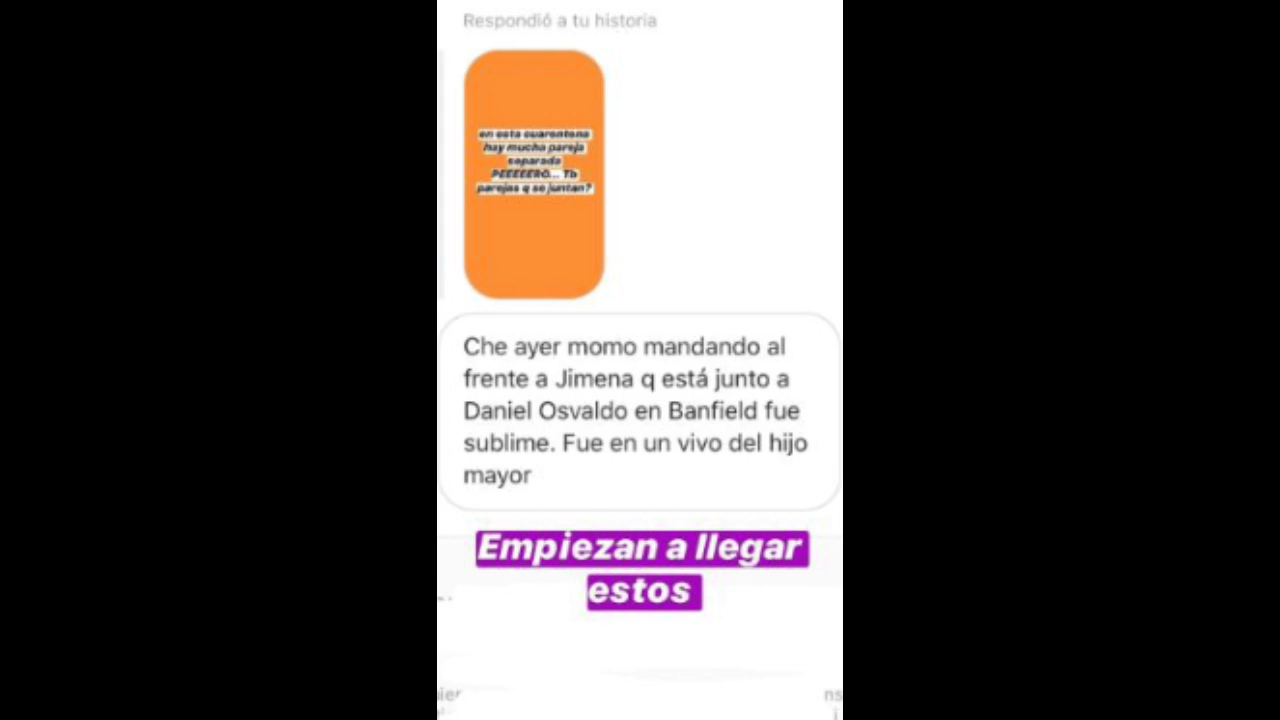 Respondió a tu historia
en esta cuarentena
hay mucha pareja
separada
PEEEEERO... Tb
parejas q se juntan?
Che ayer momo mandando al
frente a Jimena q está junto a
Daniel Osvaldo en Banfield fue
sublime. Fue en un vivo del hijo
mayor
Empiezan a llegar
estos